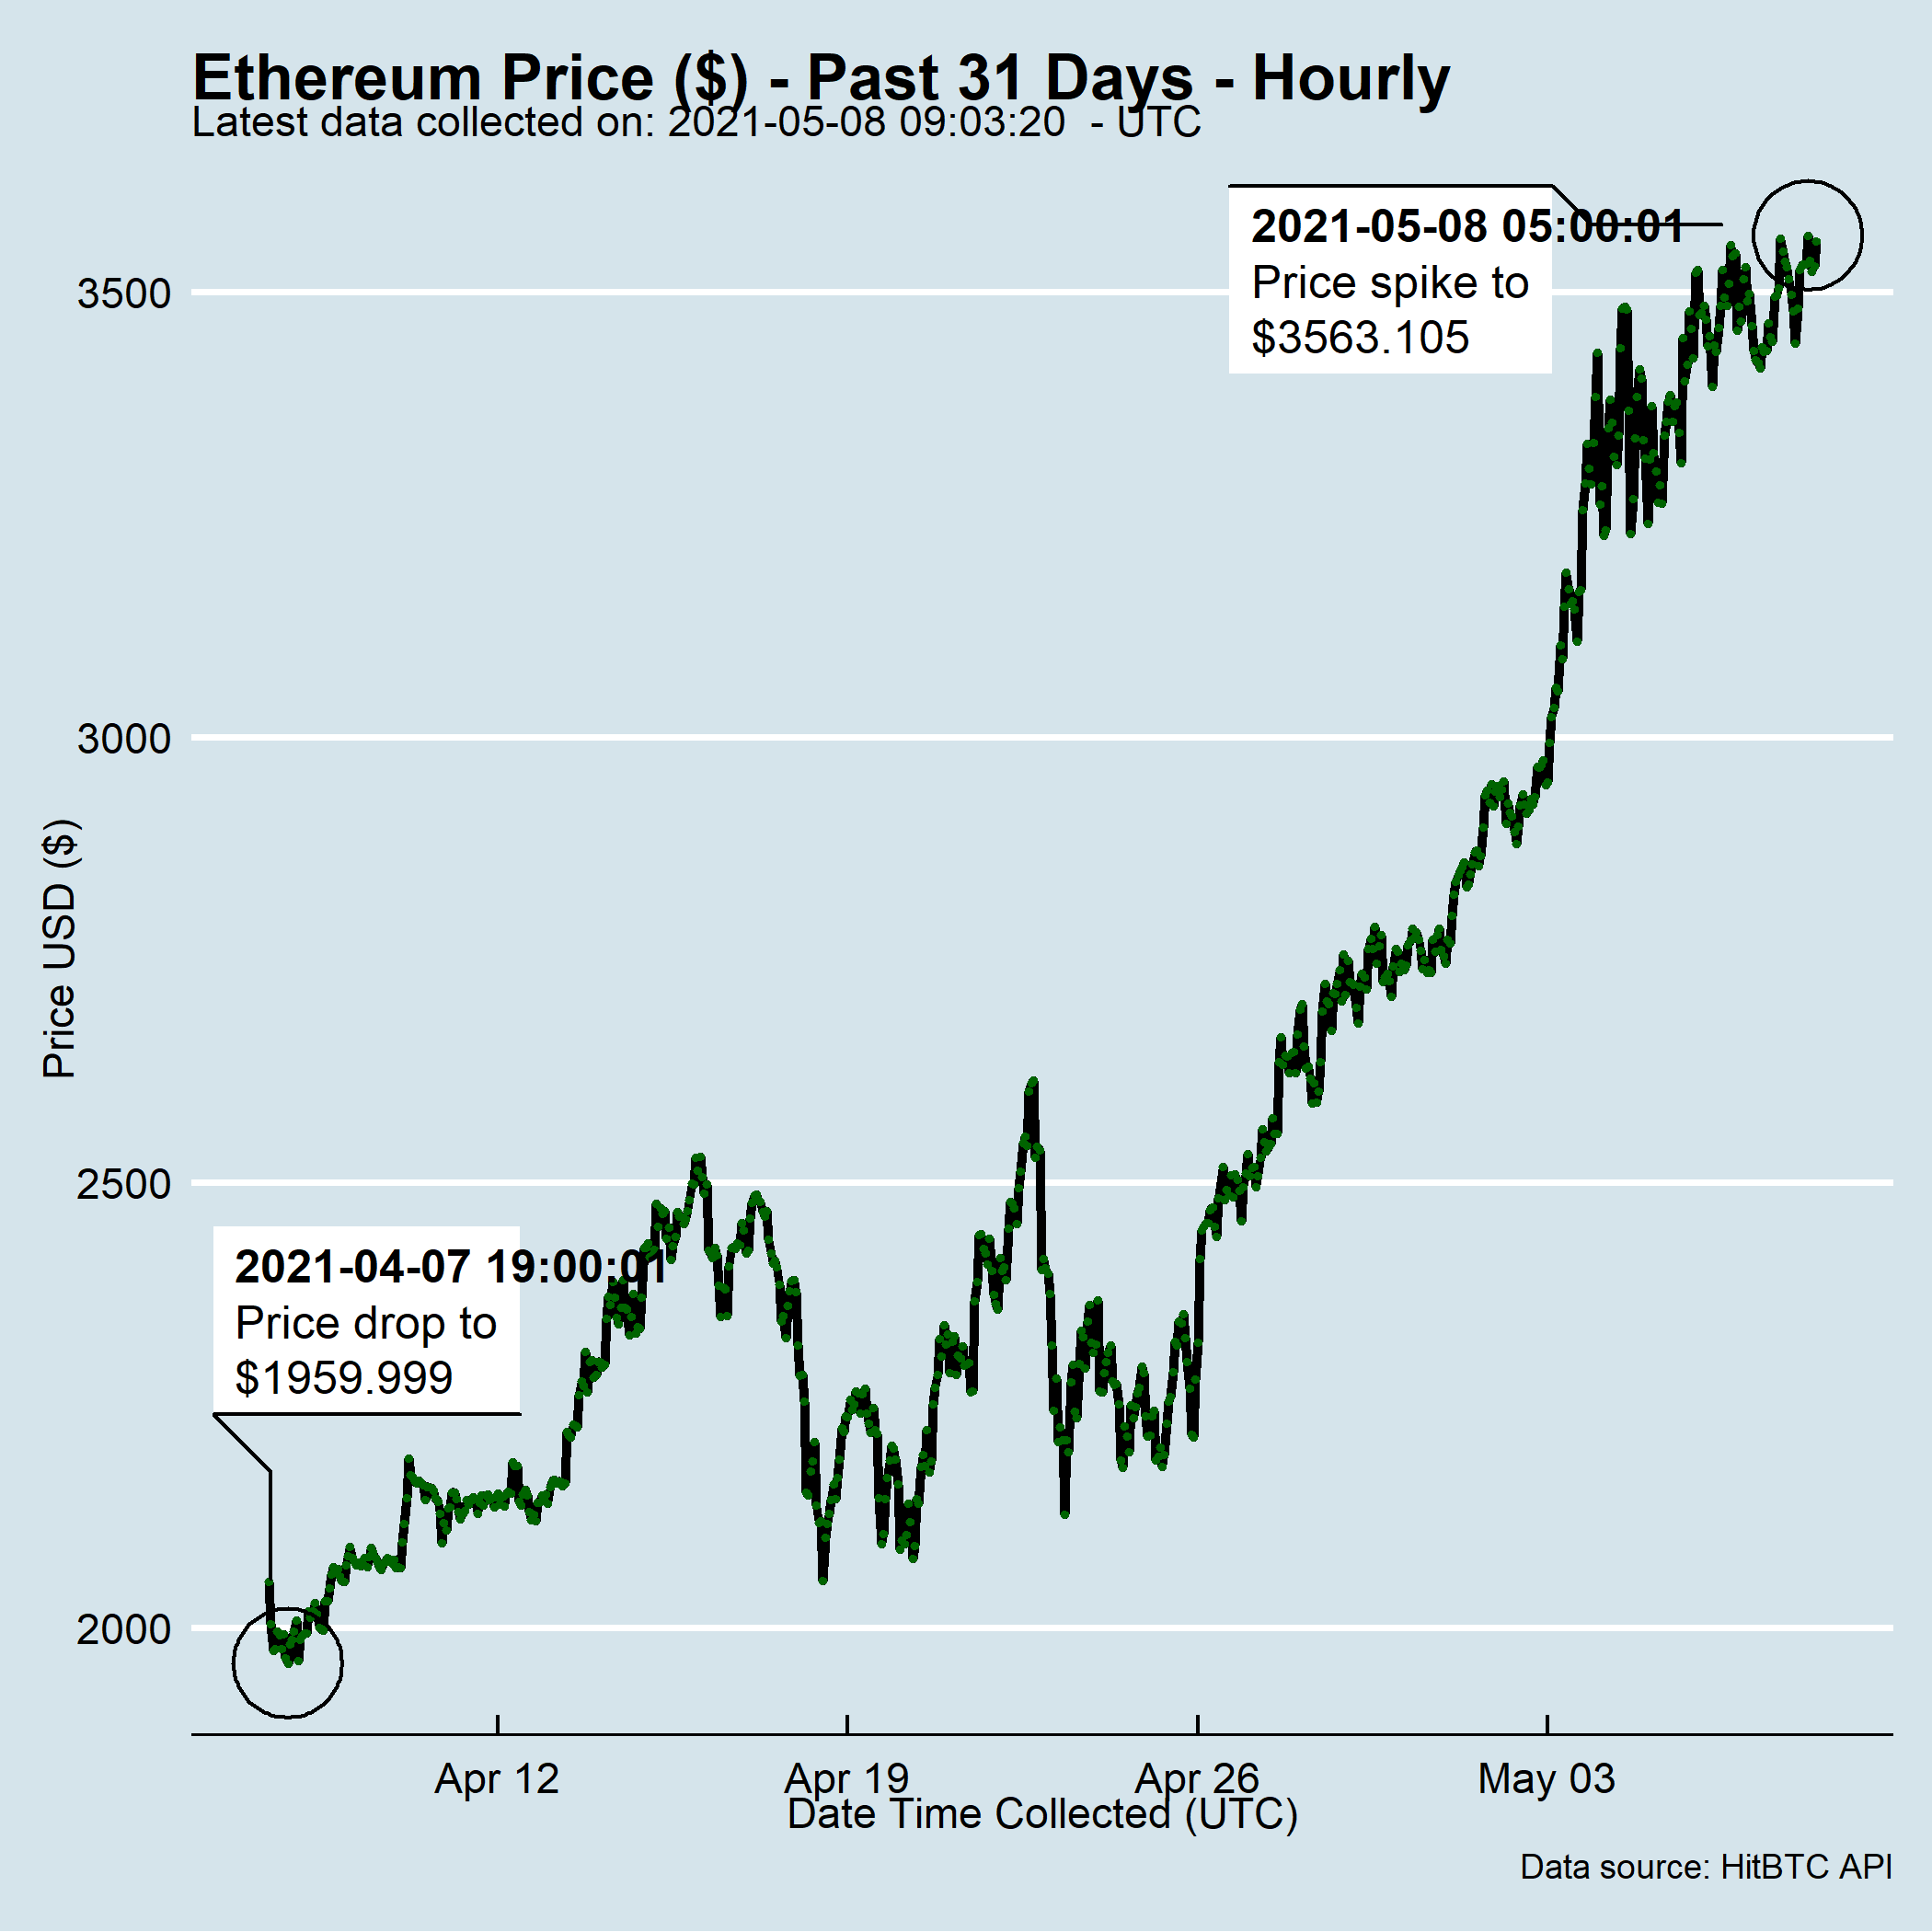 Ethereum Price ($) - Past 31 Days - Hourly
Latest data collected on: 2021-05-08 09:03:20  - UTC
2021-05-08 05:00:01
Price spike to
$3563.105
3500
3000
2500
2000
Price USD ($)
2021-04-07 19:00:01
Price drop to
$1959.999
Apr 12
Apr 19
Apr 26
May 03
Date Time Collected (UTC)
Data source: HitBTC API